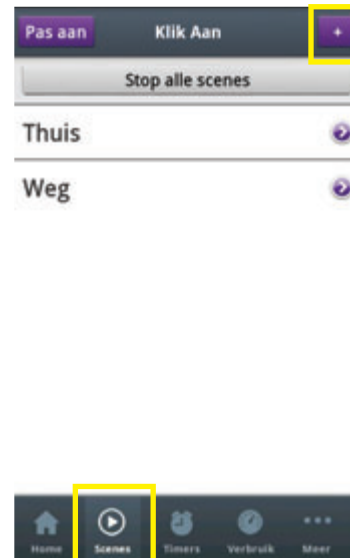 Pas aan Klik Aan +
Stop alle scenes
Thuis
Weg
Home Scenes Timers Verbruik Meer